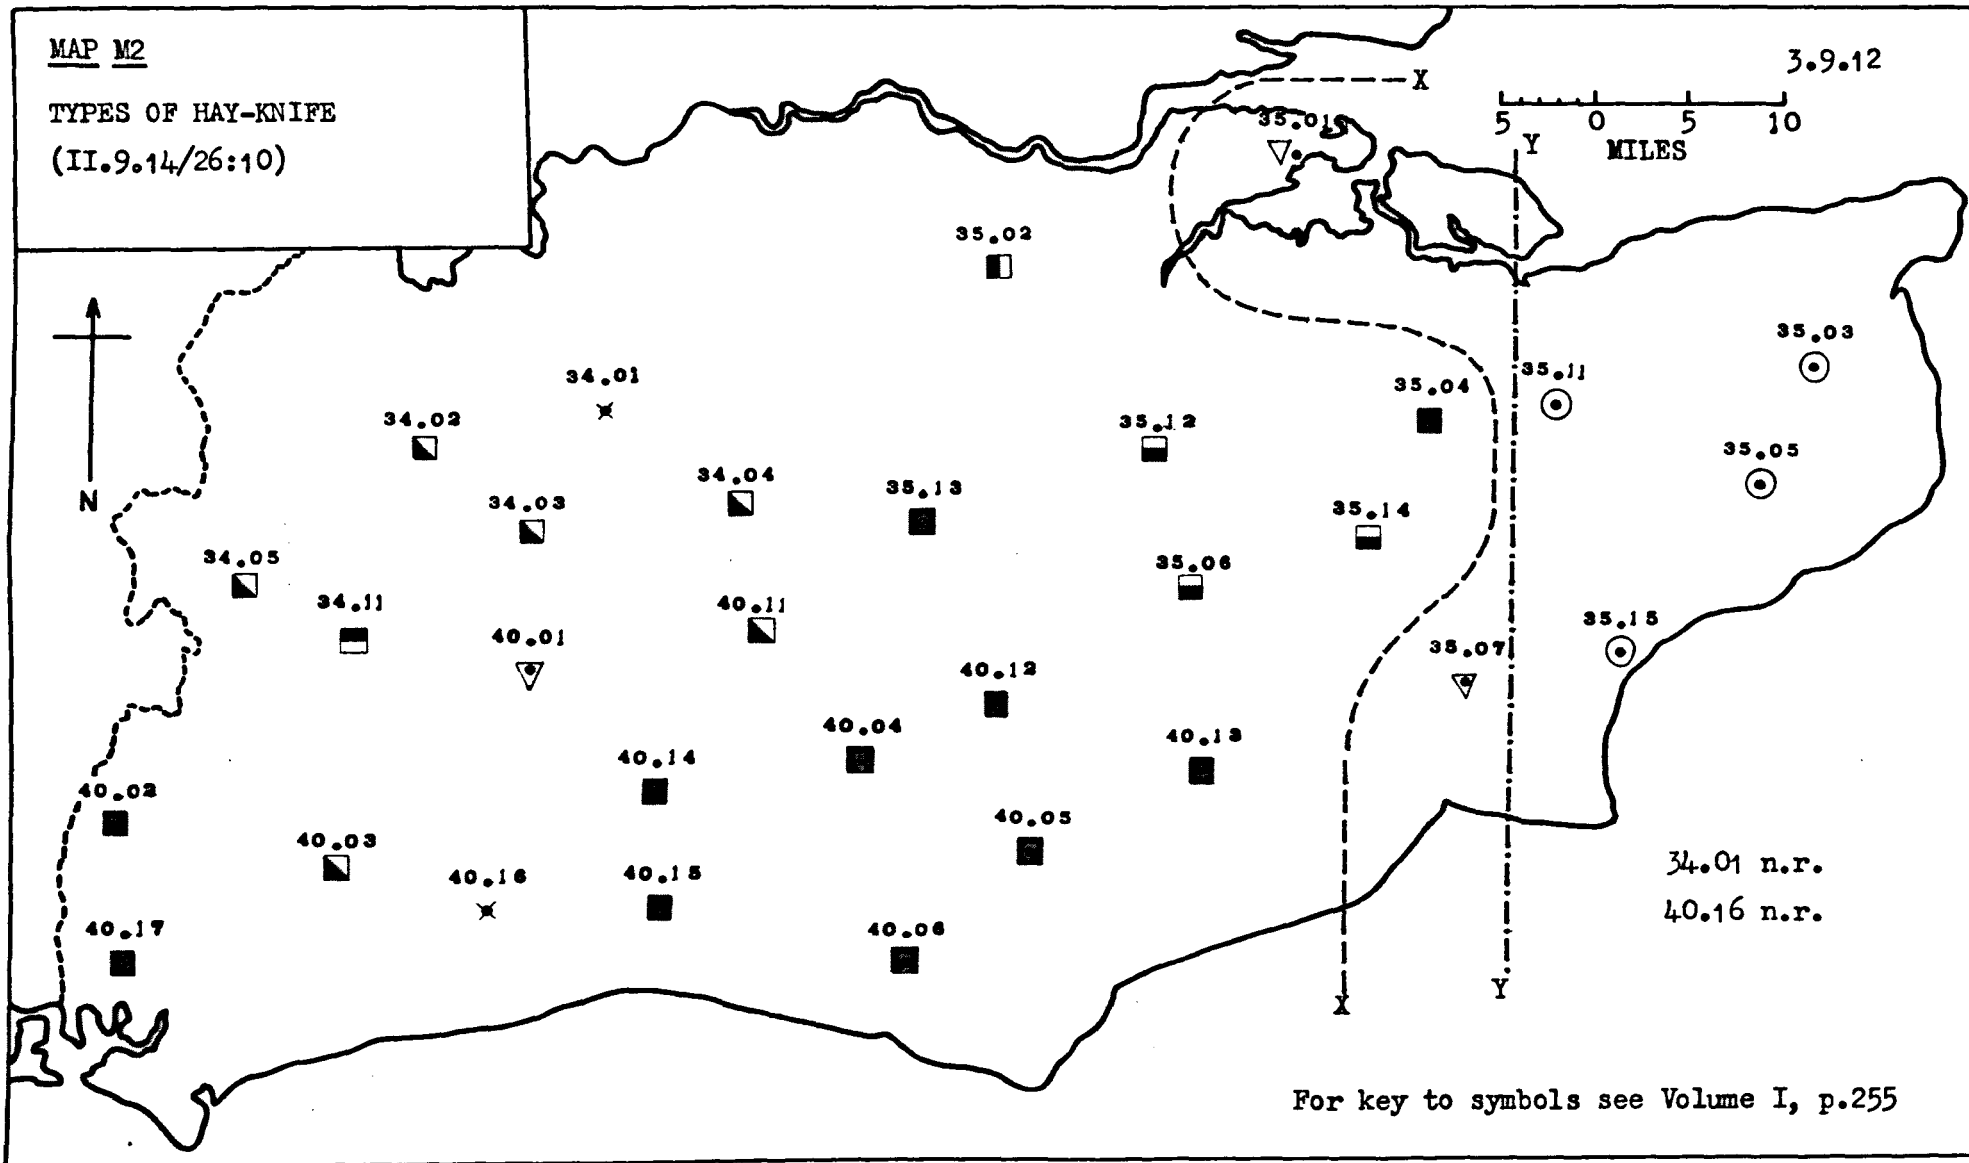 MAP M2
TYPES OF HAY-KNIFE
(II.9.14/26:10)
3.9.12
5 0 5 10
MILES
X
Y
N
35.01
35.02
35.03
34.01
35.11
35.04
34.02
35.12
35.05
34.04
35.13
34.03
35.14
34.05
35.06
34.11
40.11
40.01
35.15
35.07
40.12
40.04
40.13
40.14
40.02
40.05
40.03
40.16
40.15
34.01 n.r.
40.16 n.r.
40.17
40.06
Y
X
For key to symbols see Volume I, p.255